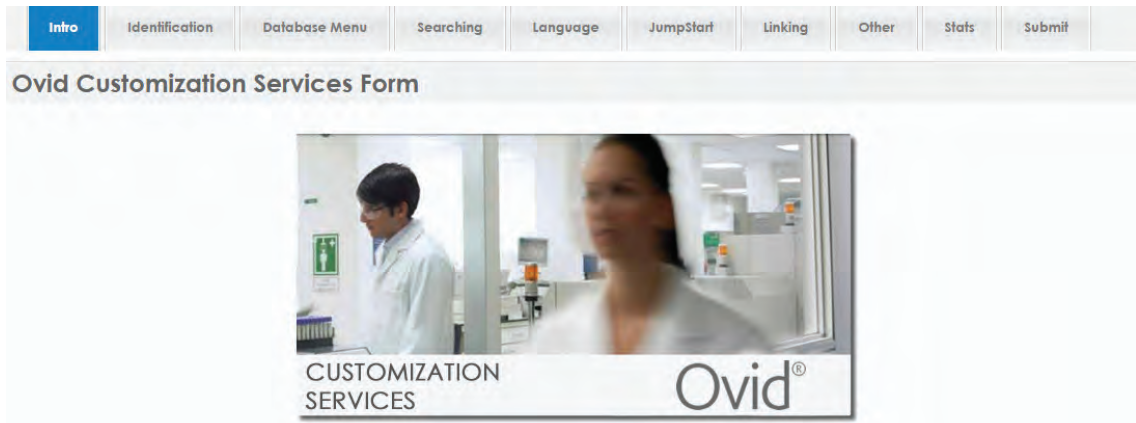 Intro Identification Database Menu Searching Language JumpStart Linking Other Stats Submit
Ovid Customization Services Form
CUSTOMIZATION
SERVICES
Ovid®